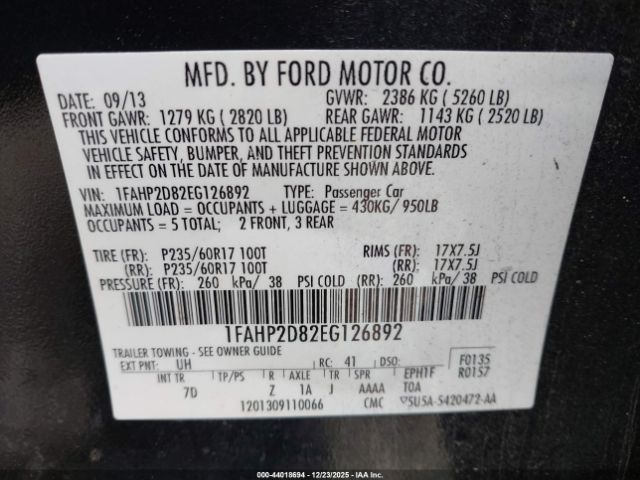 MFD. BY FORD MOTOR CO.
DATE: 09/13 GVWR: 2386 KG ( 5260 LB)
FRONT GAWR: 1279 KG ( 2820 LB) REAR GAWR: 1143 KG ( 2520 LB)
THIS VEHICLE CONFORMS TO ALL APPLICABLE FEDERAL MOTOR
VEHICLE SAFETY, BUMPER, AND THEFT PREVENTION STANDARDS
IN EFFECT ON THE DATE OF MANUFACTURE SHOWN ABOVE.
VIN: 1FAHP2D82EG126892 TYPE: Passenger Car
MAXIMUM LOAD = OCCUPANTS + LUGGAGE = 430KG/ 950LB
OCCUPANTS = 5 TOTAL; 2 FRONT, 3 REAR
TIRE (FR): P235/60R17 100T RIMS (FR): 17X7.5J
(RR): P235/60R17 100T (RR): 17X7.5J
PRESSURE (FR): 260 kPa/ 38 PSI COLD (RR): 260 kPa/ 38 PSI COLD
1FAHP2D82EG126892
TRAILER TOWING - SEE OWNER GUIDE
EXT PNT: UH RC: 41 DSO: F0135
INT TR TP/PS R AXLE TR SPR EPH1F R0157
7D Z 1A J AAAA TOA
1201309110066 CMC 5U5A-5420472-AA
000-44018694 - 12/23/2025 - IAA Inc.